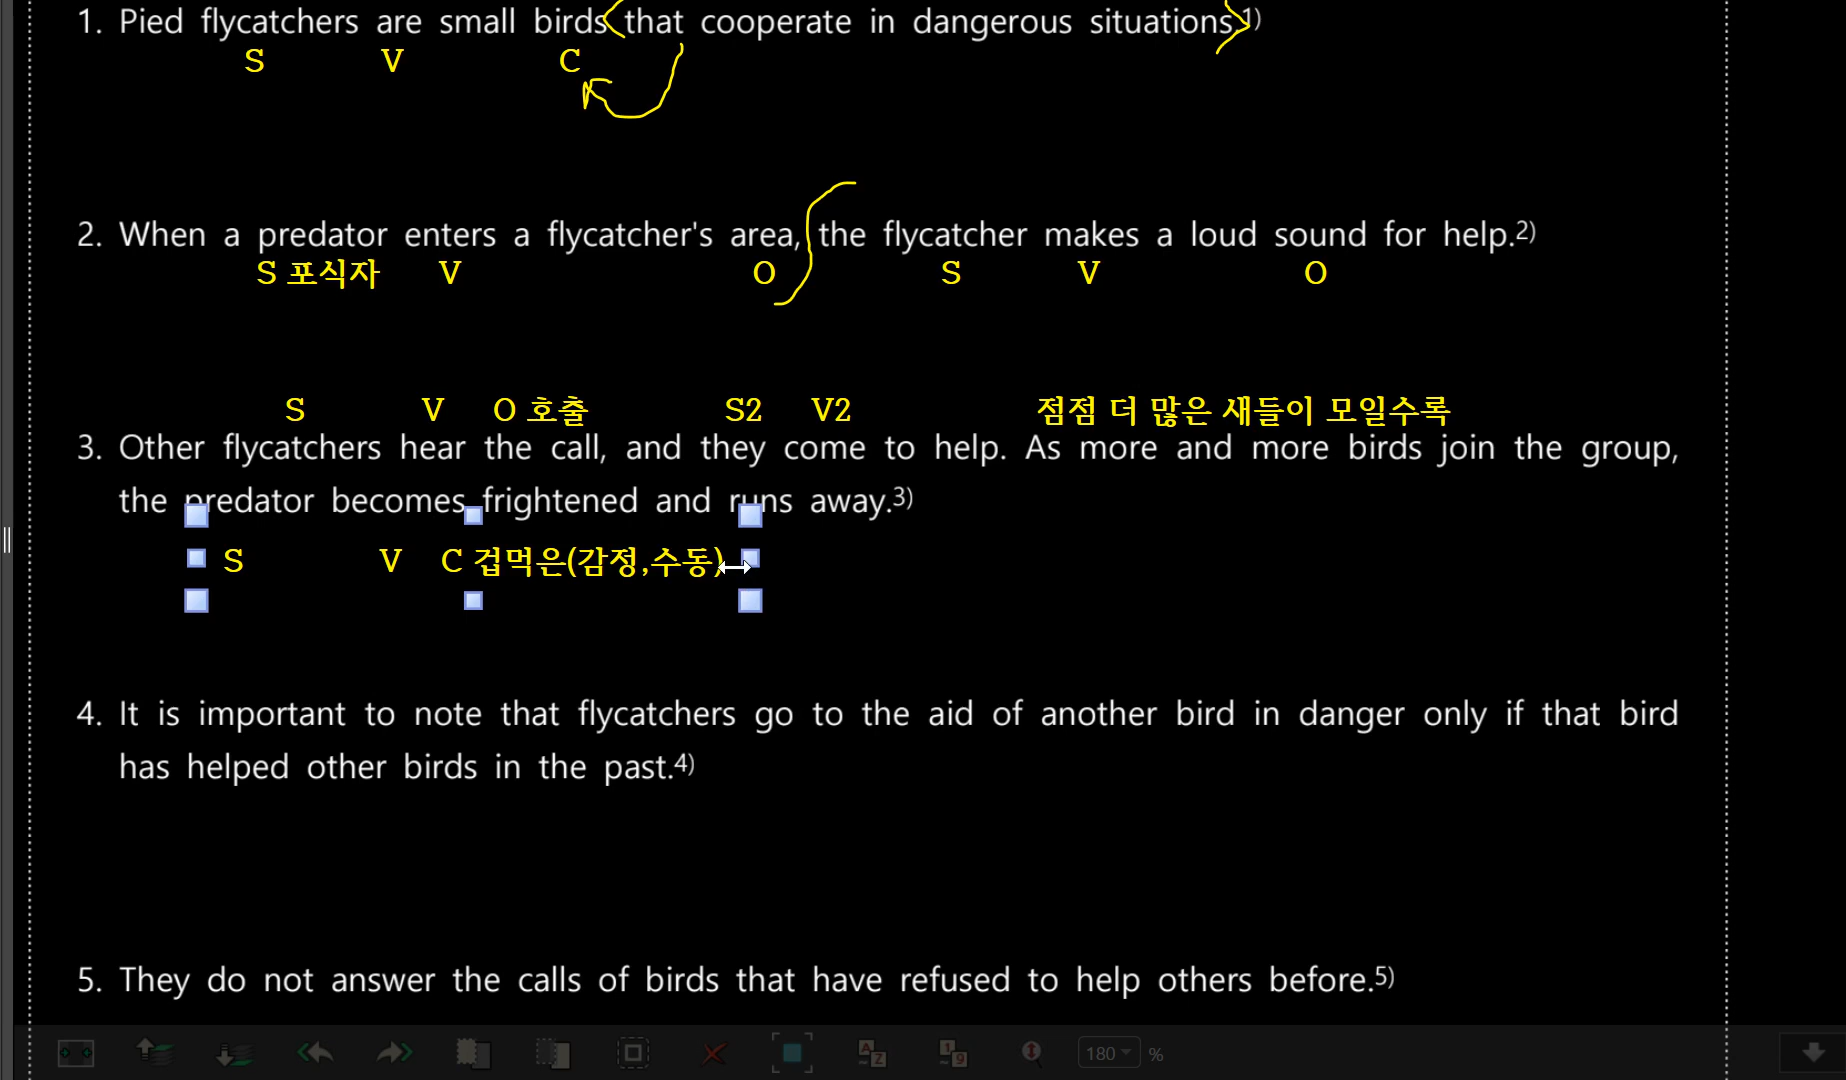 1. Pied flycatchers are small birds that cooperate in dangerous situations.1)
S V C
2. When a predator enters a flycatcher's area, the flycatcher makes a loud sound for help.2)
S 포식자 V O S V O
S V O 호출 S2 V2 점점 더 많은 새들이 모일수록
3. Other flycatchers hear the call, and they come to help. As more and more birds join the group,
the predator becomes frightened and runs away.3)
S V C 겁먹은(감정,수동)
4. It is important to note that flycatchers go to the aid of another bird in danger only if that bird
has helped other birds in the past.4)
5. They do not answer the calls of birds that have refused to help others before.5)
180 %